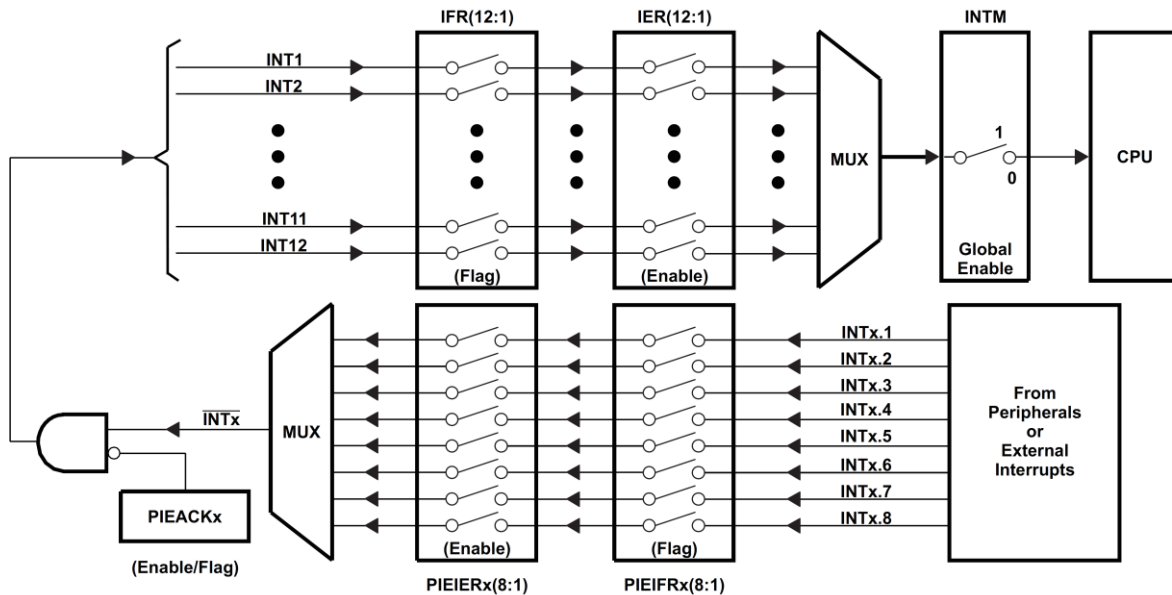 IFR(12:1)
IER(12:1)
INTM
INT1
INT2
INT11
INT12
(Flag)
(Enable)
MUX
1
0
Global
Enable
CPU
INTx.1
INTx.2
INTx.3
INTx.4
INTx.5
INTx.6
INTx.7
INTx.8
From
Peripherals
or
External
Interrupts
MUX
INTx
PIEACKx
(Enable/Flag)
(Enable)
(Flag)
PIEIERx(8:1)
PIEIFRx(8:1)